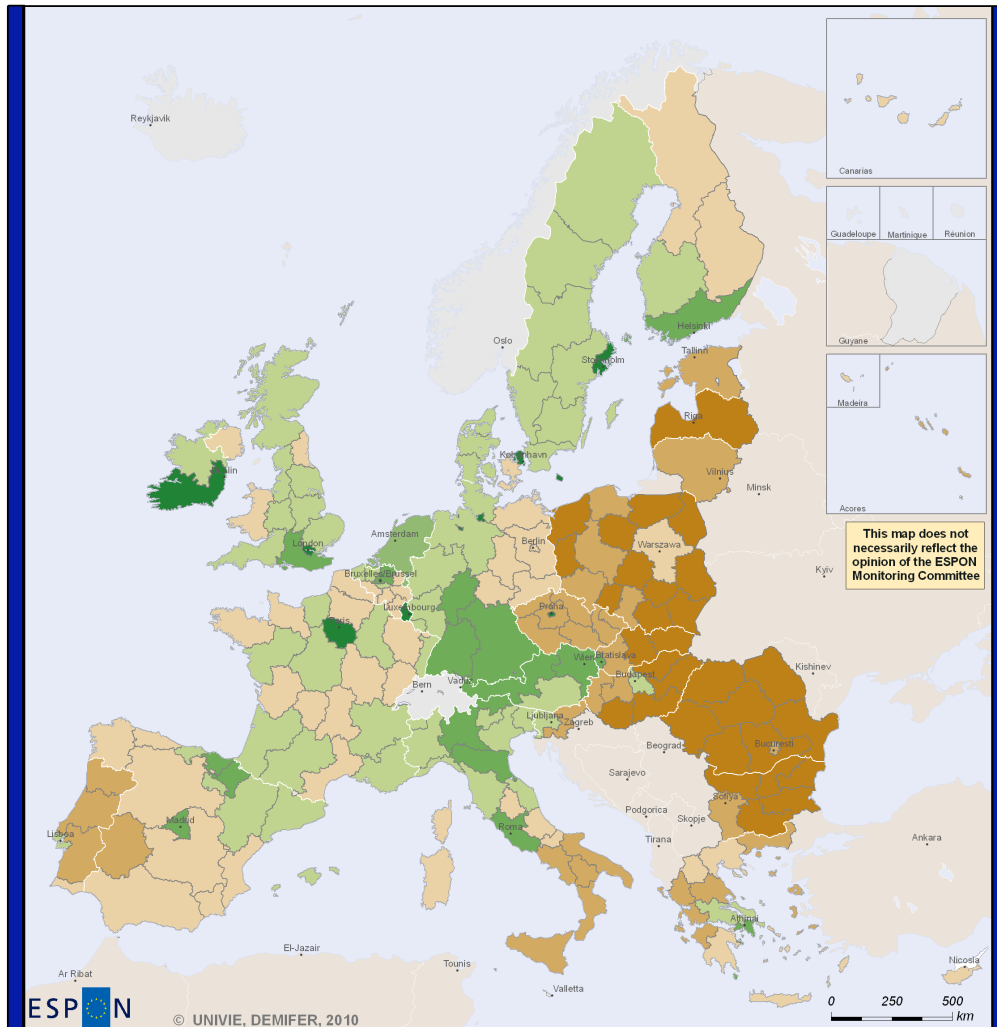 Reykjavik
Canarias
Guadeloupe
Martinique
Réunion
Guyane
Oslo
Helsinki
Tallinn
Stockholm
Madeira
Riga
København
Vilnius
Minsk
Acores
Dublin
This map does not
necessarily reflect the
opinion of the ESPON
Monitoring Committee
Amsterdam
London
Berlin
Warszawa
Bruxelles/Brussel
Kyiv
Luxembourg
Praha
Paris
Wien
Bratislava
Kishinev
Budapest
Bern
Vaduz
Ljubljana
Zagreb
Beograd
Bucuresti
Sarajevo
Sofiya
Podgorica
Skopje
Madrid
Roma
Lisboa
Tirana
Ankara
Athinai
El-Jazair
Tounis
Nicosia
Ar Ribat
Valletta
ESPON
© UNIVIE, DEMIFER, 2010
0 250 500
km